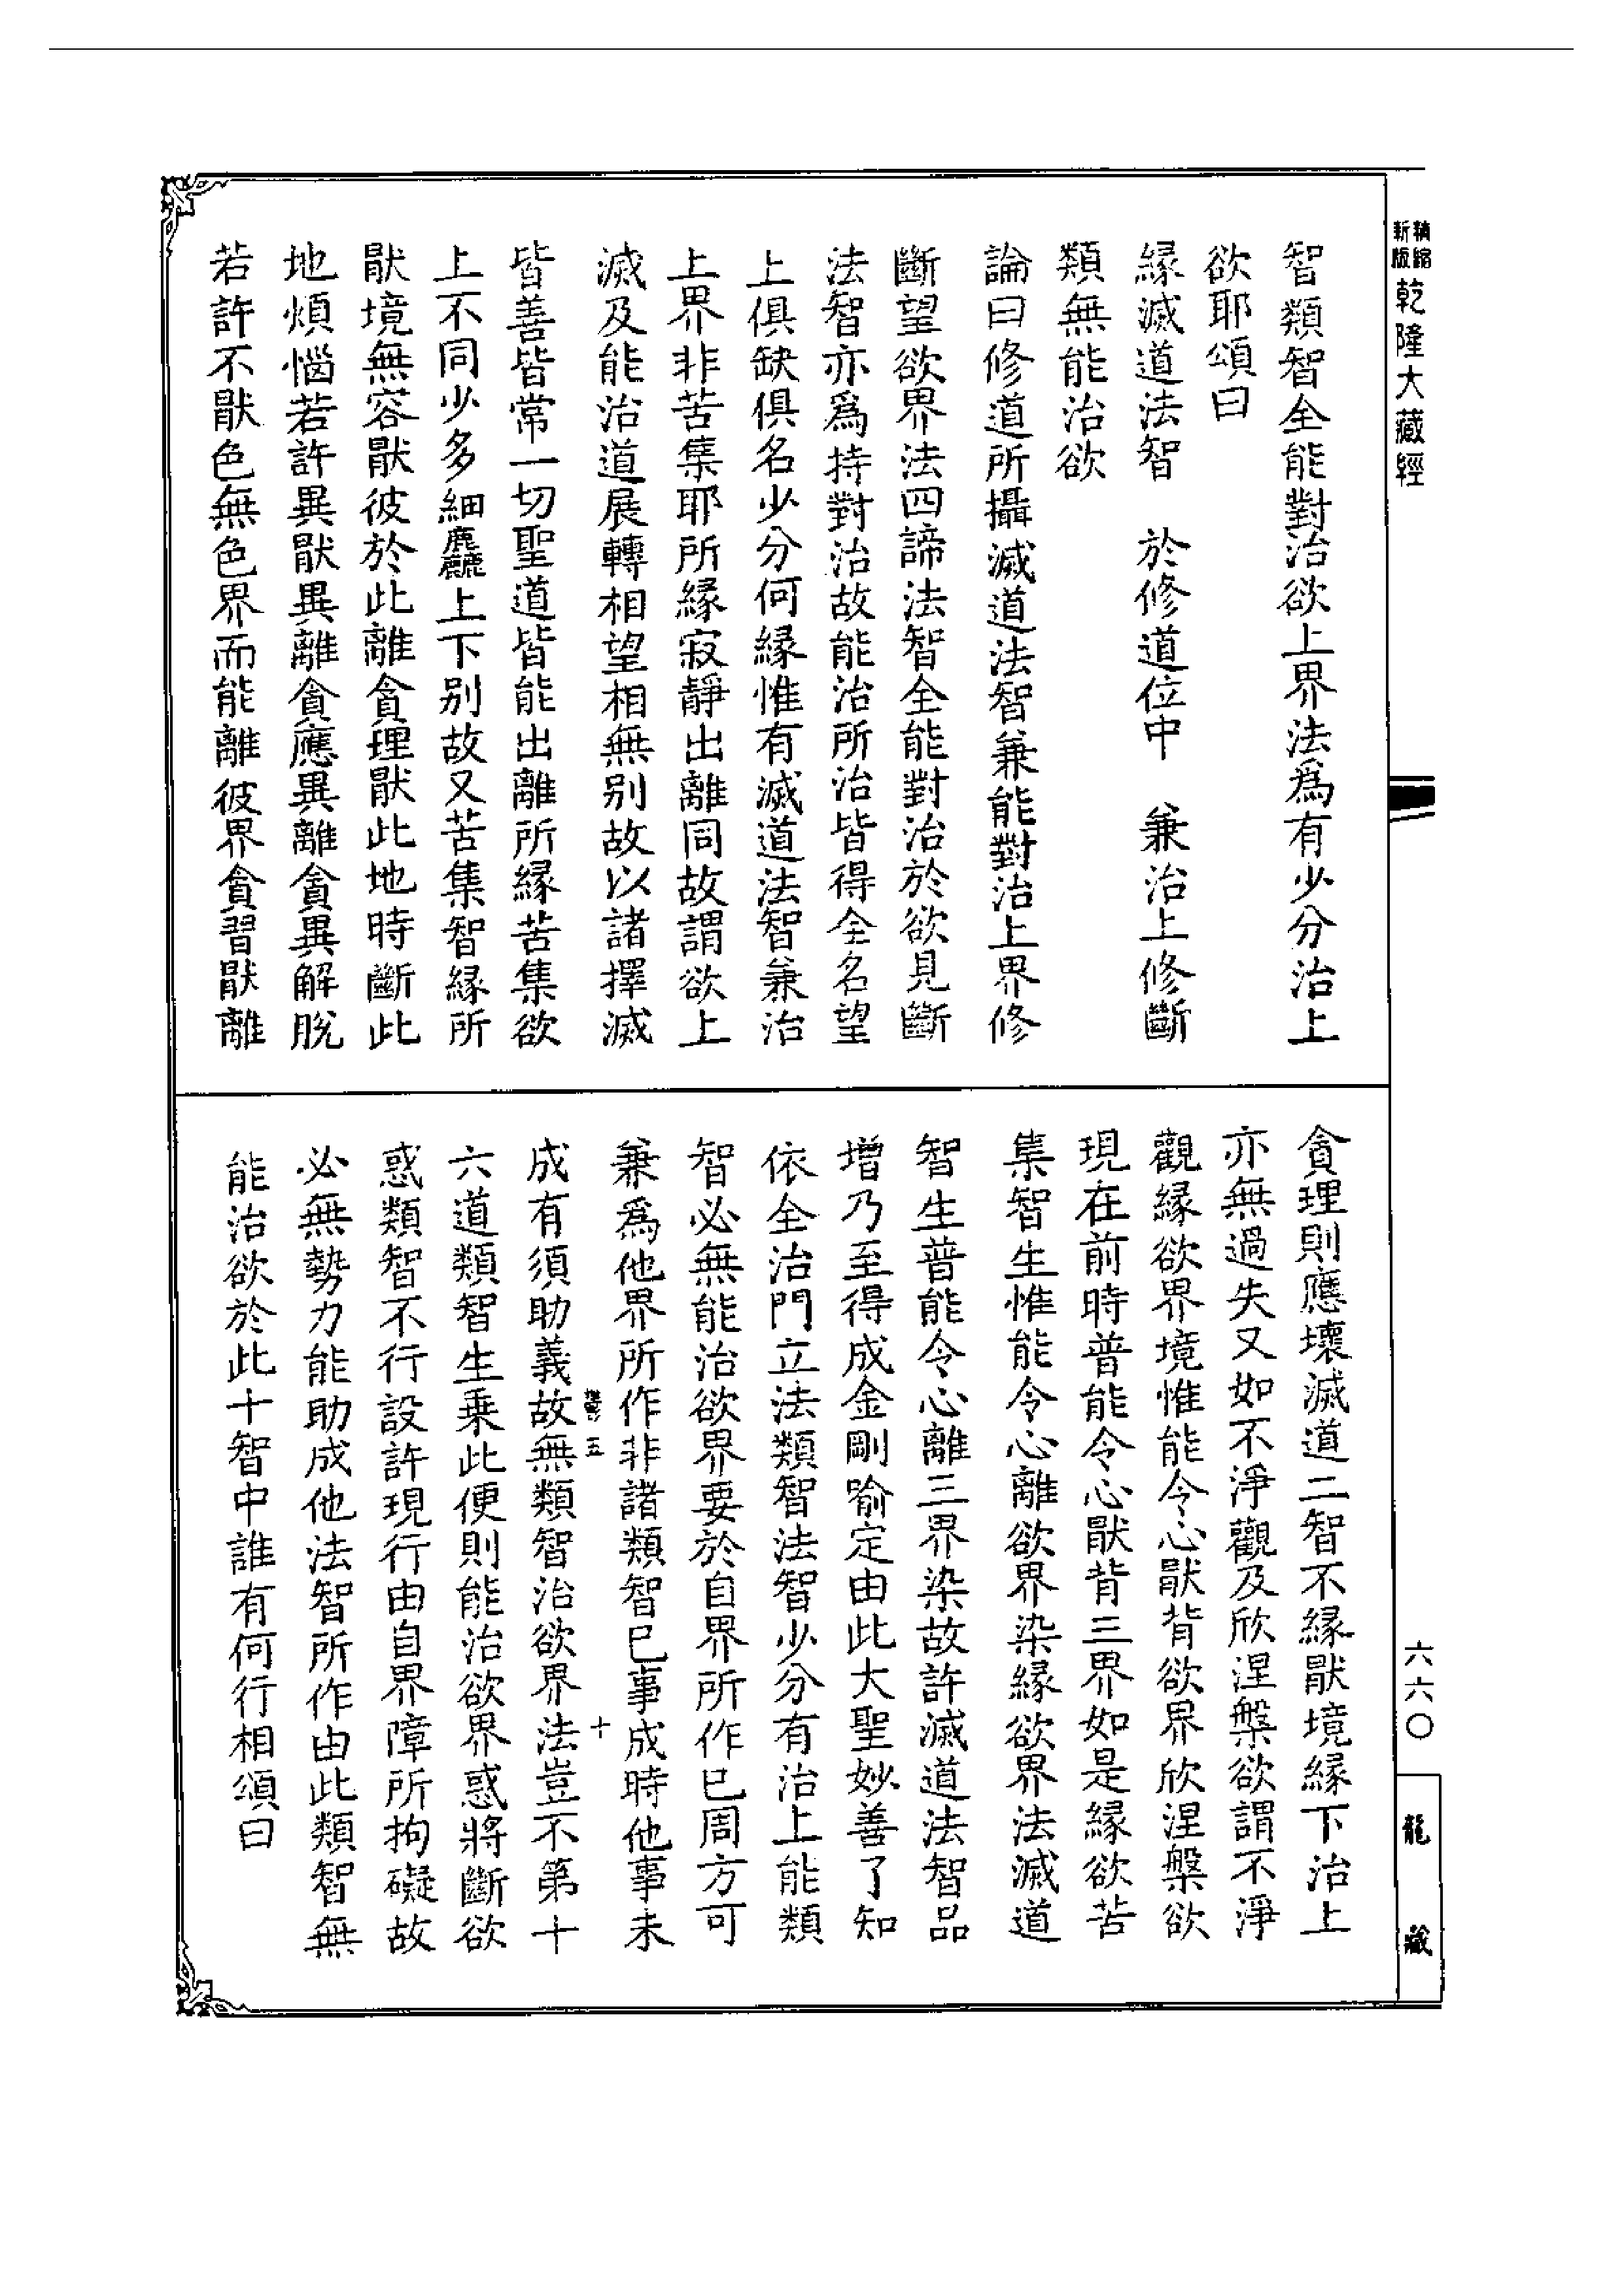 新版精縮乾隆大藏經
智類智全能對治欲上界法爲有少分治上
欲耶頌曰
緣滅道法智　於修道位中　兼治上修斷
類無能治欲
論曰修道所攝滅道法智兼能對治上界修
斷望欲界法四諦法智全能對治於欲見斷
法智亦爲持對治故能治所治皆得全名望
上俱缺俱名少分何緣惟有滅道法智兼治
上界非苦集耶所緣寂靜出離同故謂欲上
滅及能治道展轉相望相無別故以諸擇滅
皆善皆常一切聖道皆能出離所緣苦集欲
上不同少多細麤上下別故又苦集智緣所
猒境無容猒彼於此離貪理猒此地時斷此
地煩惱若許異猒異離貪應異離貪異解脫
若許不猒色無色界而能離彼界貪習猒離
貪理則應壞滅道二智不緣猒境緣下治上
亦無過失又如不淨觀及欣涅槃欲謂不淨
觀緣欲界境惟能令心猒背欲界欣涅槃欲
現在前時普能令心猒背三界如是緣欲苦
集智生惟能令心離欲界染緣欲界法滅道
智生普能令心離三界染故許滅道法智品
增乃至得成金剛喻定由此大聖妙善了知
依全治門立法類智法智少分有治上能類
智必無能治欲界要於自界所作已周方可
兼爲他界所作非諸類智已事成時他事未
五　十
成有須助義故無類智治欲界法豈不第十
六道類智生乘此便則能治欲界惑將斷欲
惑類智不行設許現行由自界障所拘礙故
必無勢力能助成他法智所作由此類智無
能治欲於此十智中誰有何行相頌曰
六六〇
龍藏